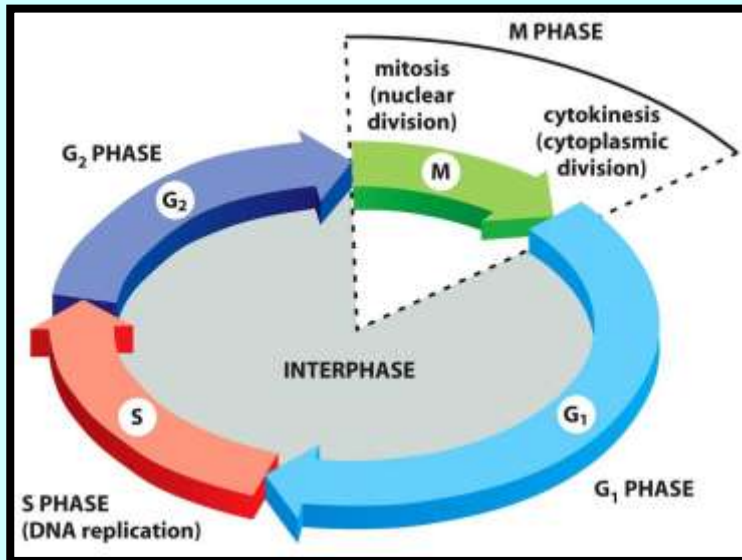 M PHASE
mitosis
(nuclear
division)
cytokinesis
(cytoplasmic
division)
G₂ PHASE
M
G₂
INTERPHASE
S
G₁
S PHASE
(DNA replication)
G₁ PHASE